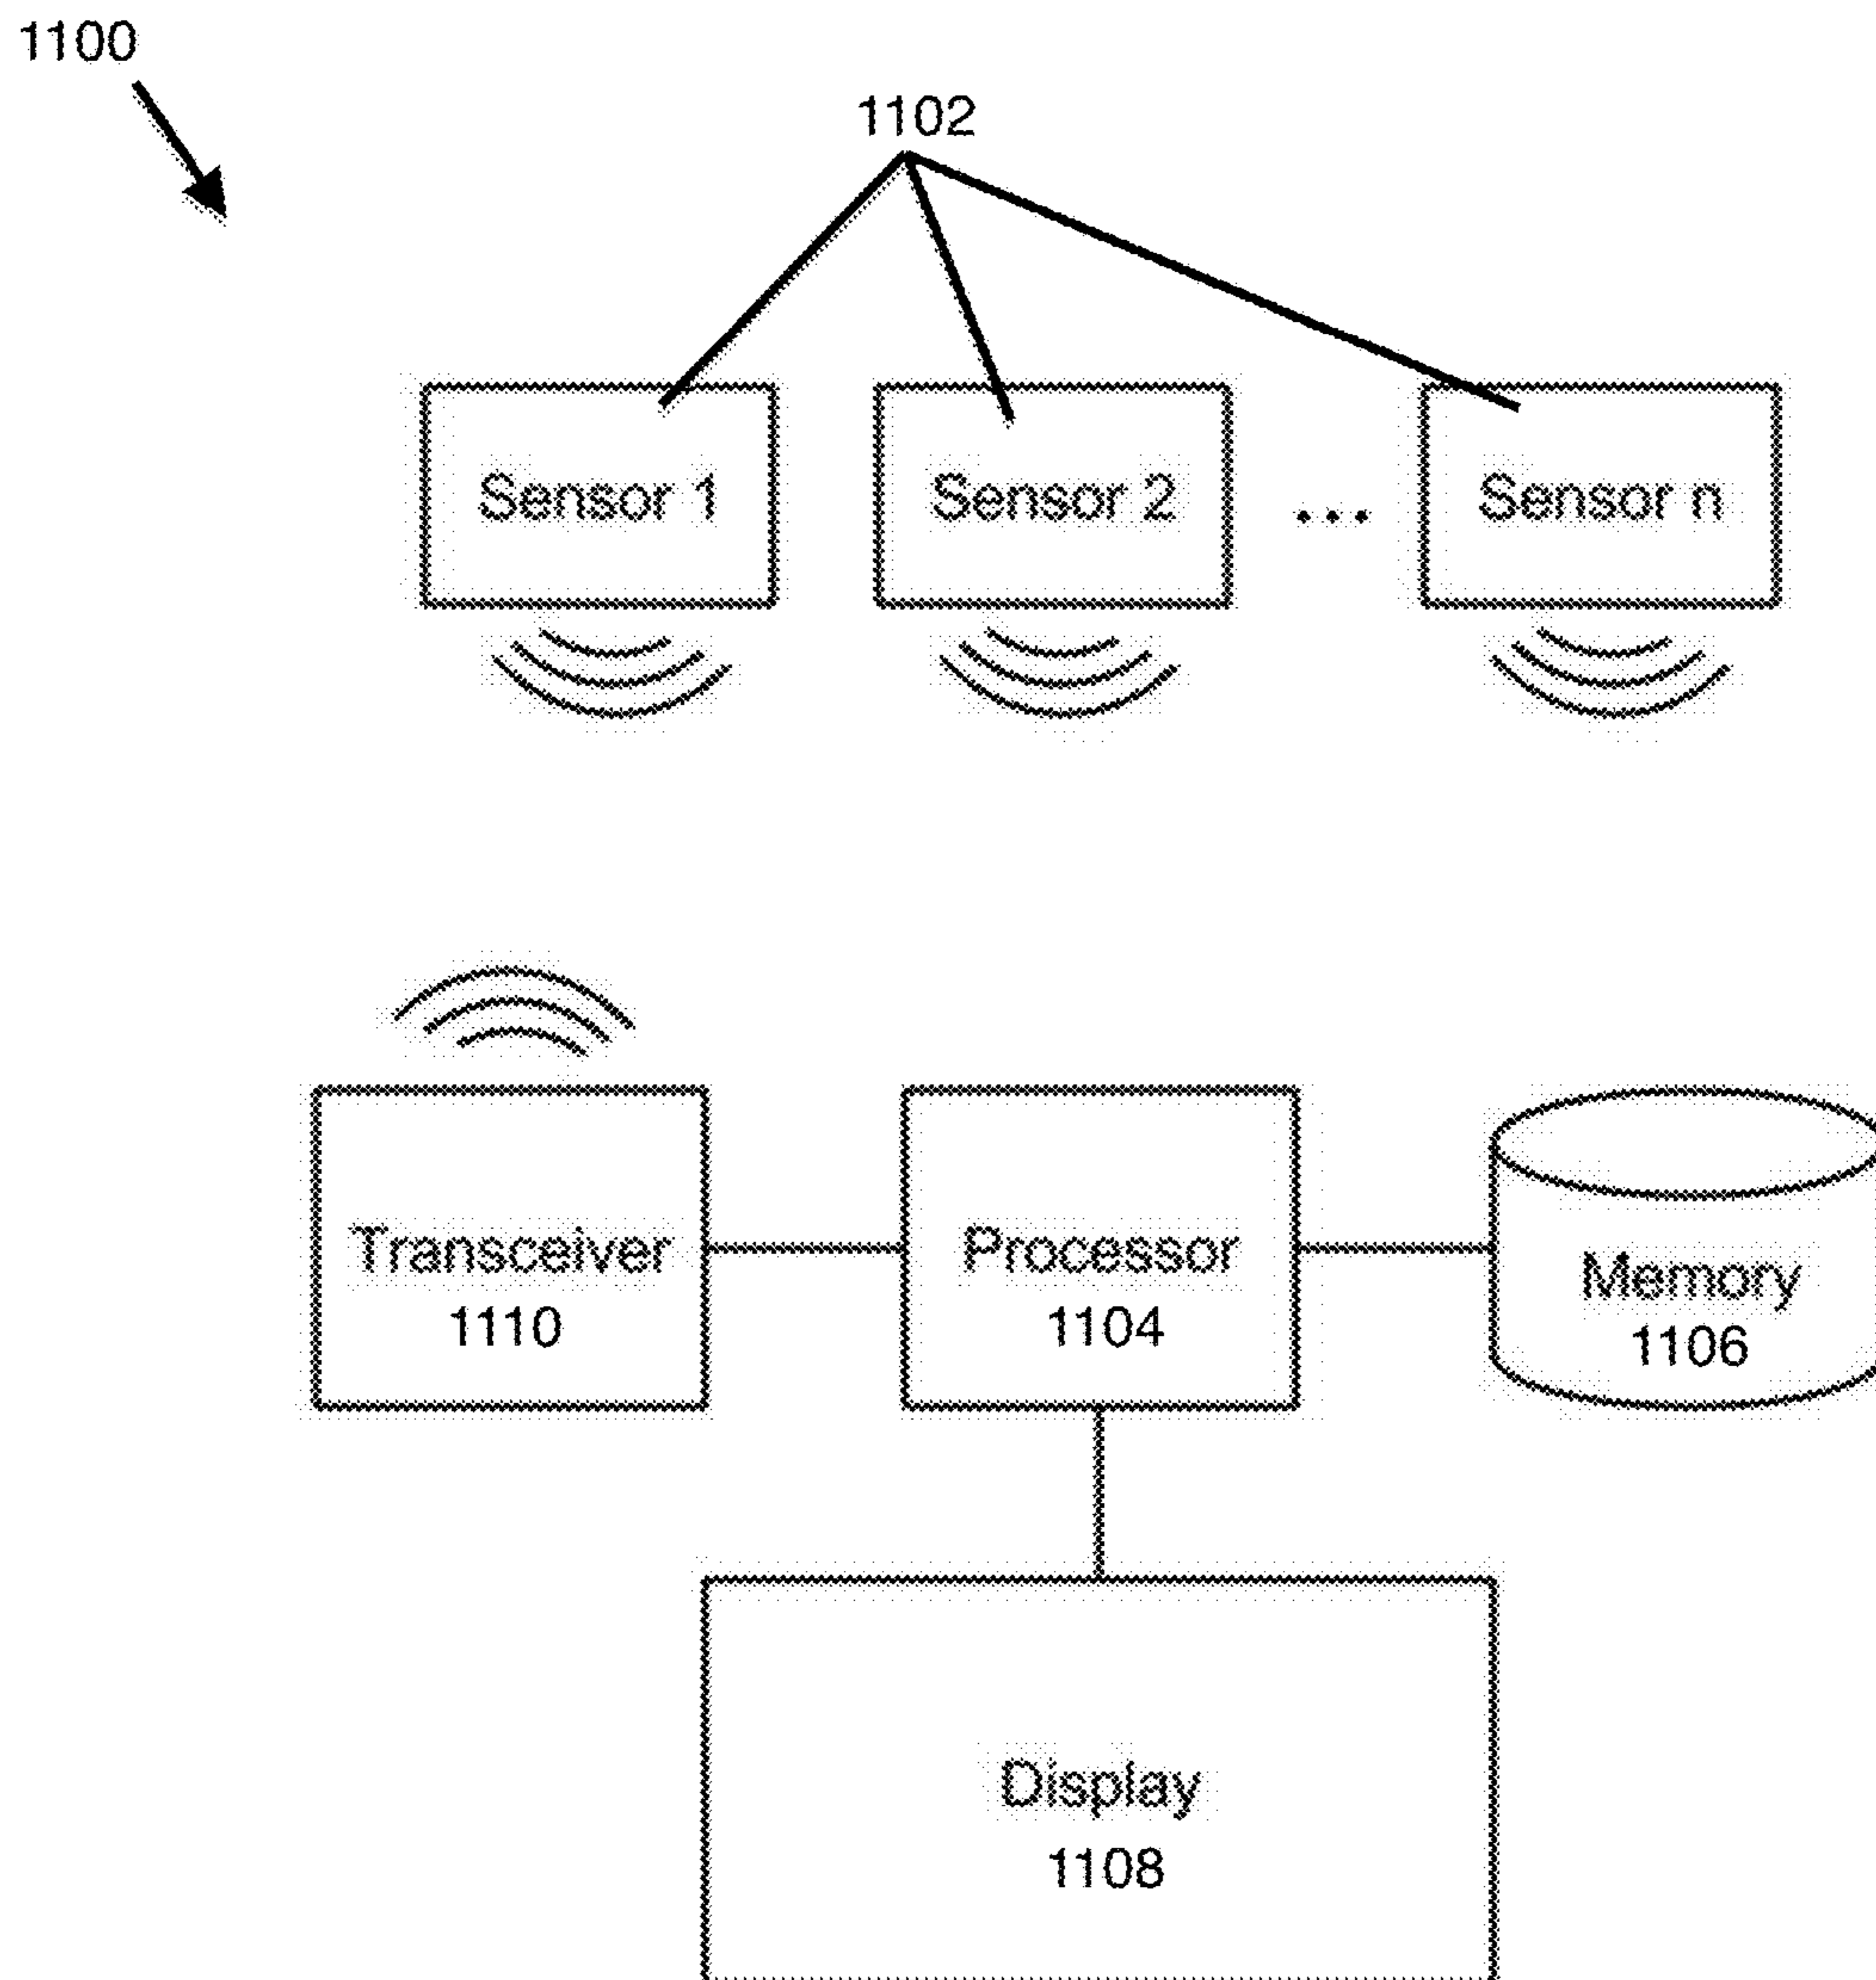 1100
1102
Sensor 1
Sensor 2
...
Sensor n
Transceiver
1110
Processor
1104
Memory
1106
Display
1108